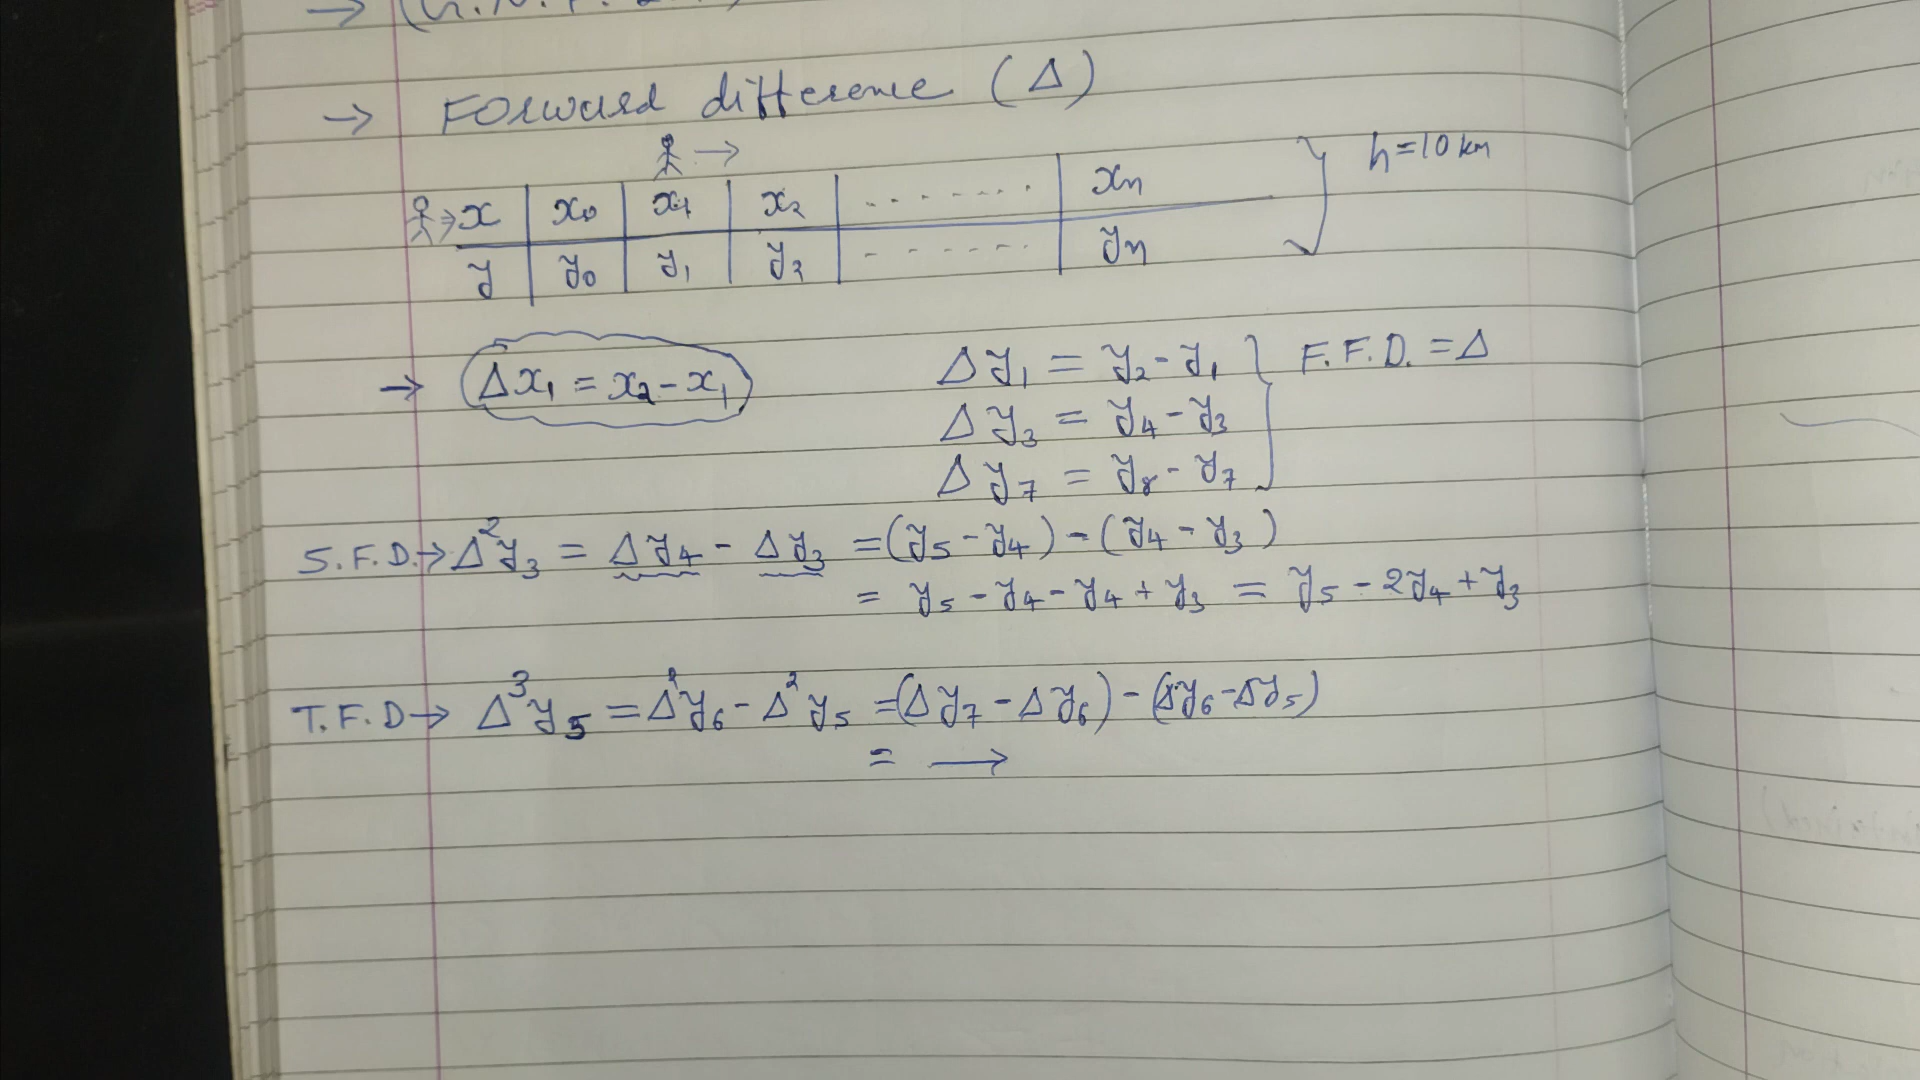 → Forward difference (Δ)
h=10 km
x | x₀ | x₁ | x₂ | ....... | xₙ
y | y₀ | y₁ | y₂ | ....... | yₙ
→ Δx₁ = x₂ - x₁
Δy₁ = y₂ - y₁ } F.F.D. = Δ
Δy₃ = y₄ - y₃
Δy₇ = y₈ - y₇
S.F.D.→ Δ²y₃ = Δy₄ - Δy₃ = (y₅ - y₄) - (y₄ - y₃)
= y₅ - y₄ - y₄ + y₃ = y₅ - 2y₄ + y₃
T.F.D→ Δ³y₅ = Δ²y₆ - Δ²y₅ = (Δy₇ - Δy₆) - (Δy₆ - Δy₅)
= →